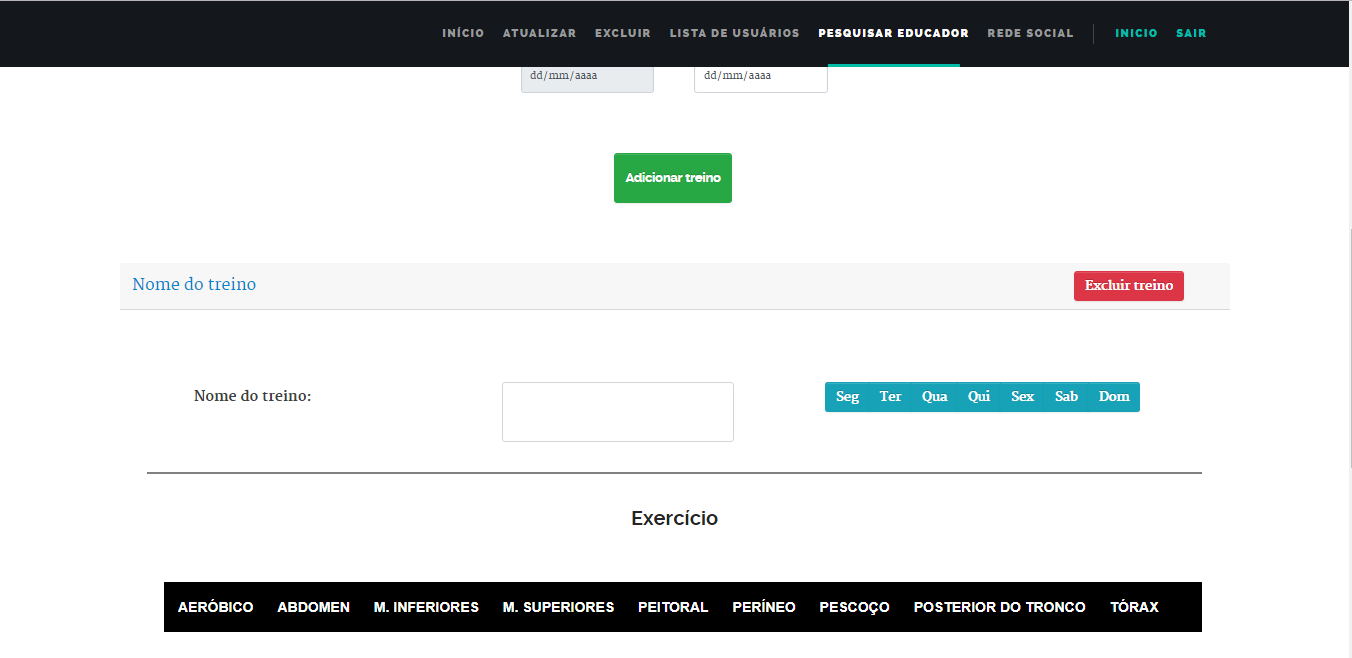 INÍCIO ATUALIZAR EXCLUIR LISTA DE USUÁRIOS PESQUISAR EDUCADOR REDE SOCIAL INICIO SAIR
dd/mm/aaaa dd/mm/aaaa
Adicionar treino
Nome do treino Excluir treino
Nome do treino: Seg Ter Qua Qui Sex Sab Dom
Exercício
AERÓBICO ABDOMEN M. INFERIORES M. SUPERIORES PEITORAL PERÍNEO PESCOÇO POSTERIOR DO TRONCO TÓRAX